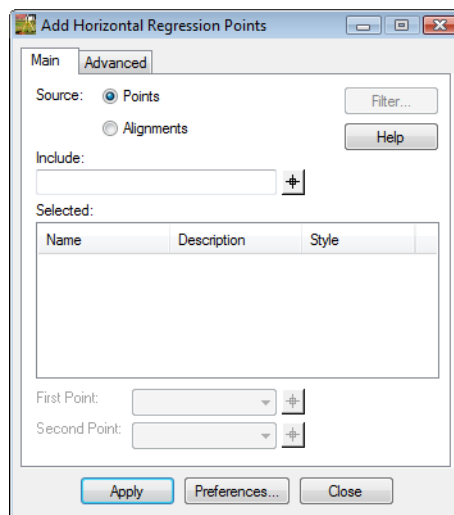 Add Horizontal Regression Points
Main Advanced
Source: Points Filter...
Alignments Help
Include:
Selected:
Name Description Style
First Point:
Second Point:
Apply Preferences... Close